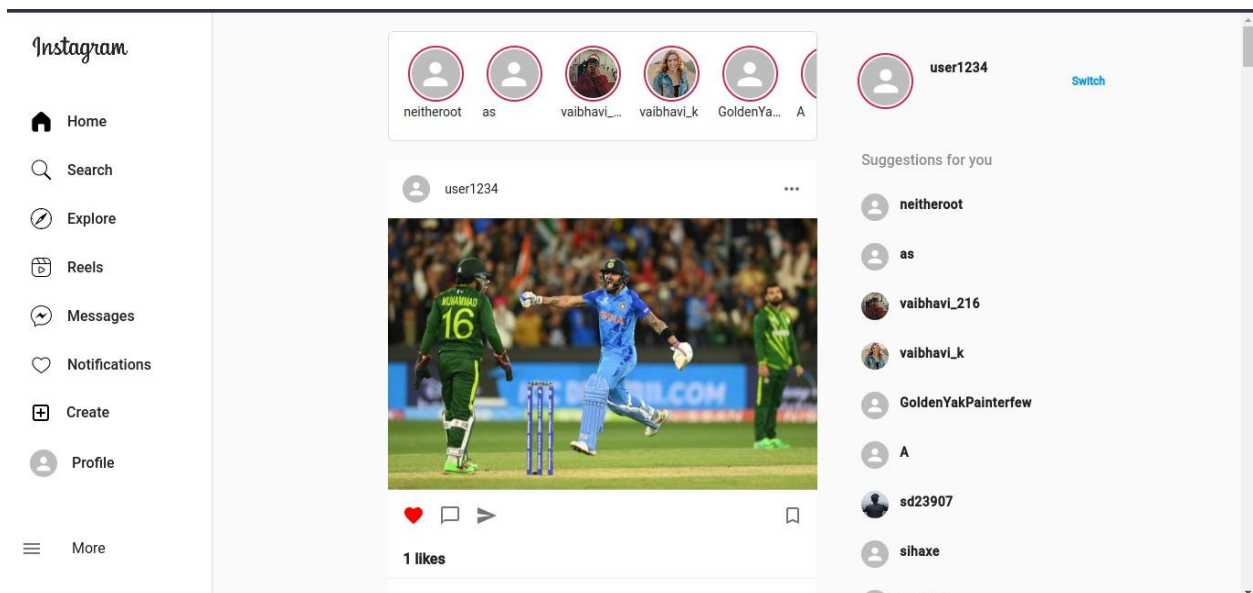 Instagram
Home
Search
Explore
Reels
Messages
Notifications
Create
Profile
More
neitheroot
as
vaibhavi_...
vaibhavi_k
GoldenYa...
A
user1234
MUHAMMAD
16
INDIA
1 likes
user1234
Switch
Suggestions for you
neitheroot
as
vaibhavi_216
vaibhavi_k
GoldenYakPainterfew
A
sd23907
sihaxe